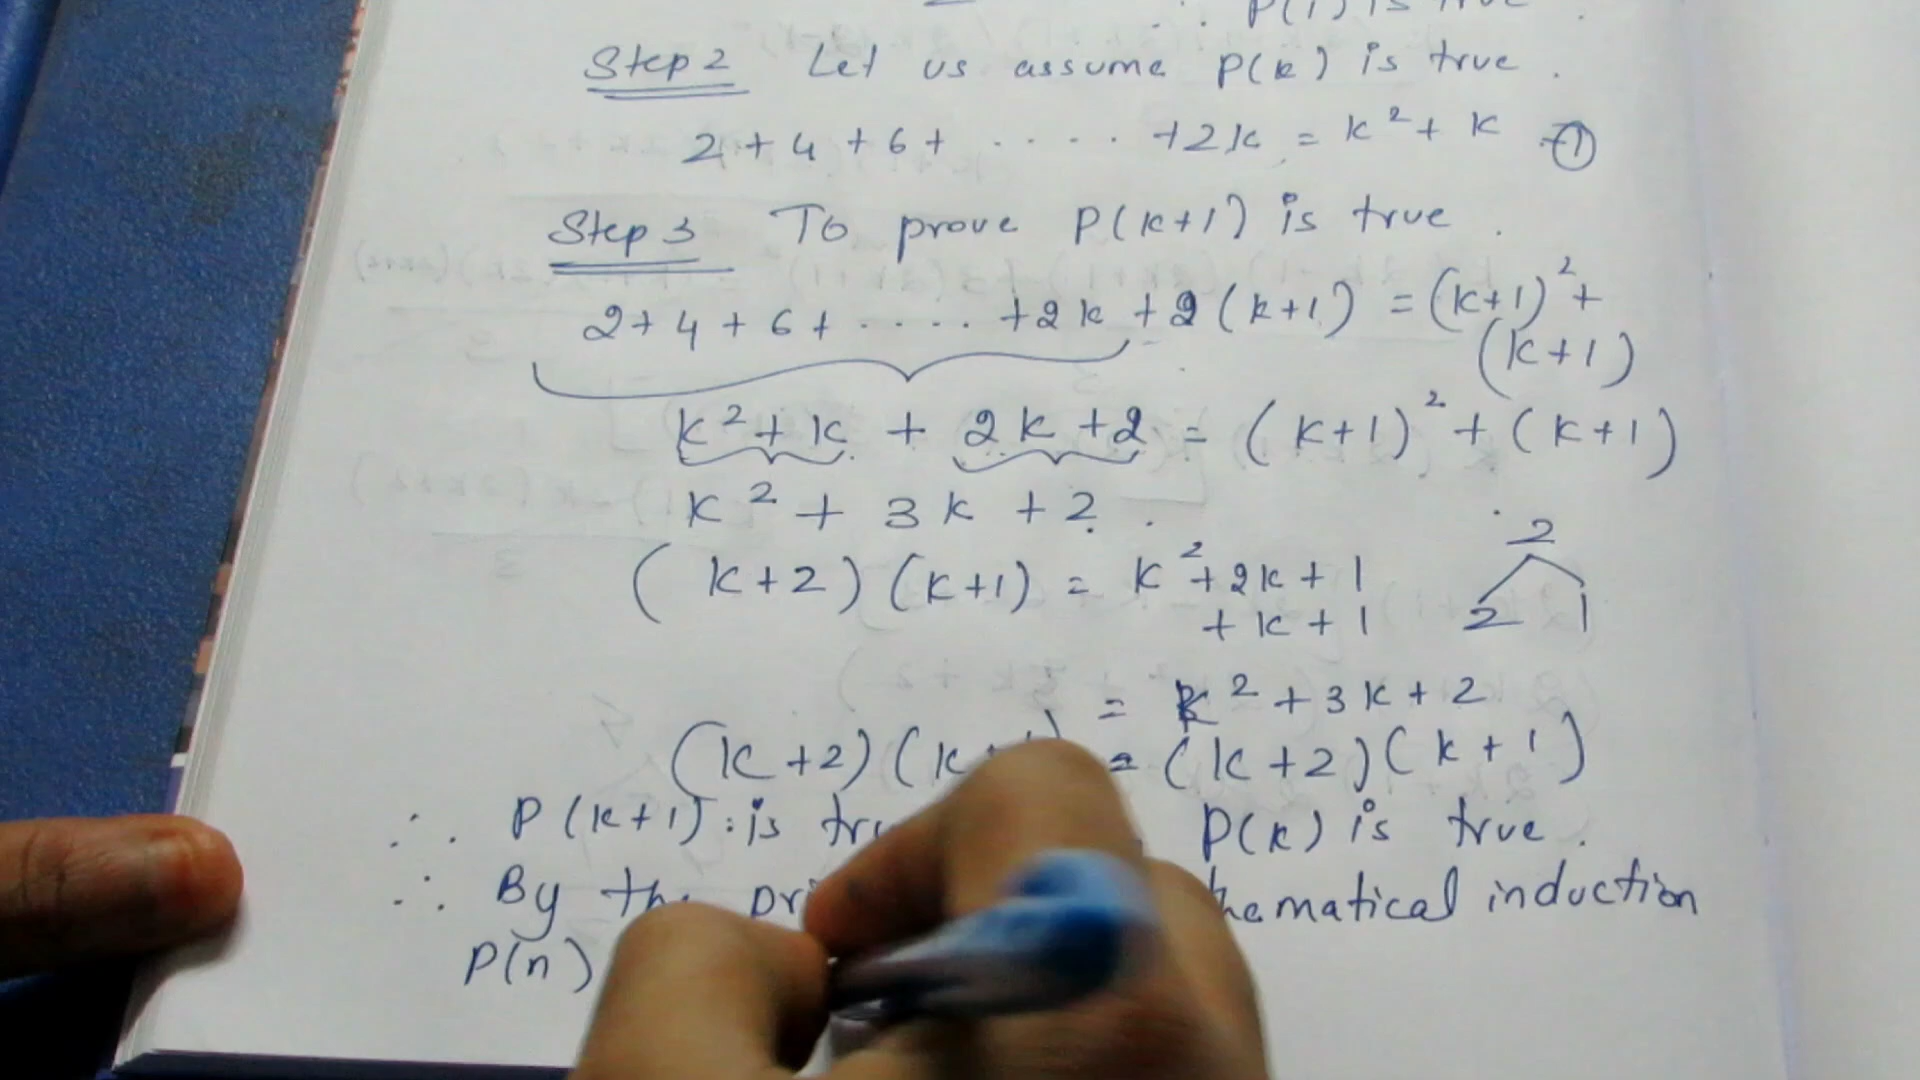 ∴ P(1) is true.
Step 2 Let us assume P(k) is true.
2 + 4 + 6 + ..... + 2k = k² + k ①
Step 3 To prove P(k+1) is true.
2 + 4 + 6 + ..... + 2k + 2(k+1) = (k+1)² +
(k+1)
k² + k + 2k + 2 = (k+1)² + (k+1)
k² + 3k + 2.
(k+2)(k+1) = k² + 2k + 1
+ k + 1
2
2 1
= k² + 3k + 2
(k+2)(k = (k+2)(k+1)
∴ P(k+1) is P(k) is true.
∴ By induction
P(n)